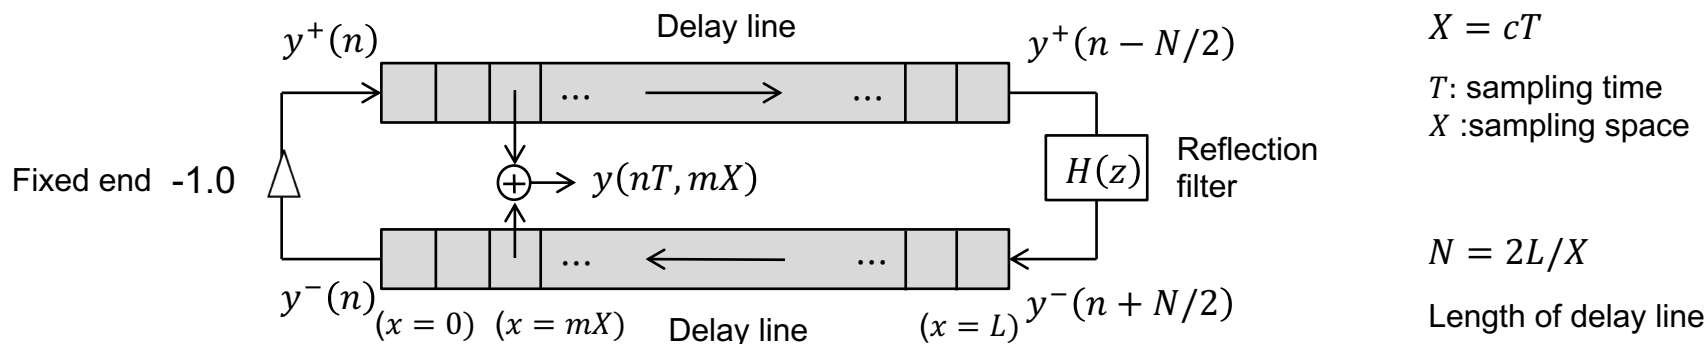 y⁺(n)
Delay line
y⁺(n − N/2)
X = cT
...
...
T: sampling time
X :sampling space
Fixed end -1.0
+
y(nT, mX)
H(z)
Reflection
filter
...
...
N = 2L/X
y⁻(n)
(x = 0)
(x = mX)
Delay line
(x = L)
y⁻(n + N/2)
Length of delay line